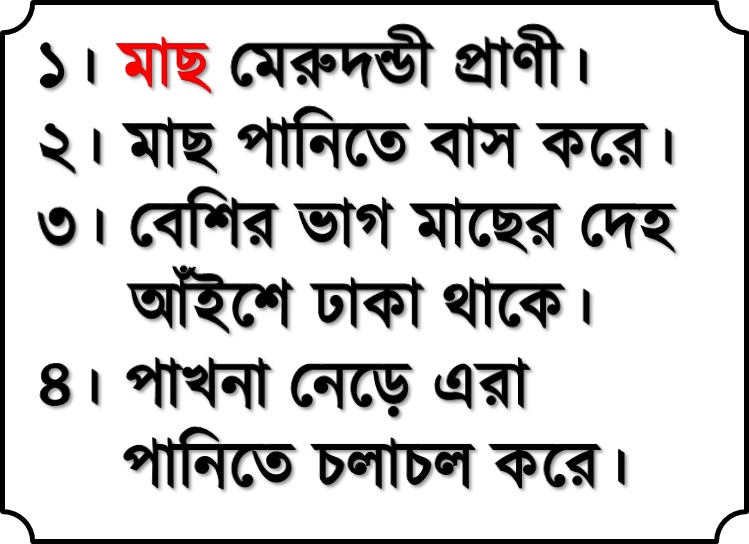 ১। মাছ মেরুদন্ডী প্রাণী।
২। মাছ পানিতে বাস করে।
৩। বেশির ভাগ মাছের দেহ
আঁইশে ঢাকা থাকে।
৪। পাখনা নেড়ে এরা
পানিতে চলাচল করে।